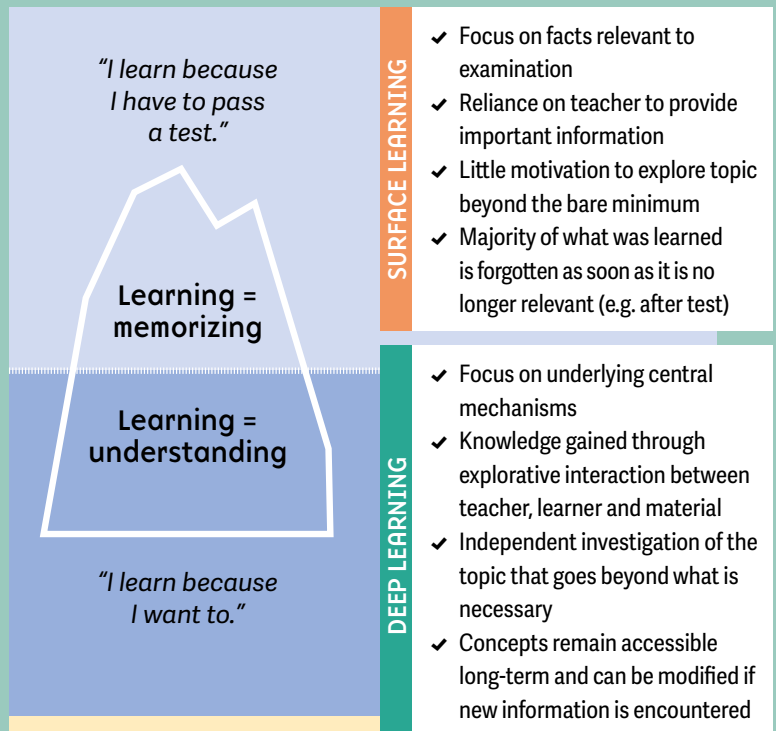 “I learn because
I have to pass
a test.”
Learning =
memorizing
Learning =
understanding
“I learn because
I want to.”
SURFACE LEARNING
✔ Focus on facts relevant to
examination
✔ Reliance on teacher to provide
important information
✔ Little motivation to explore topic
beyond the bare minimum
✔ Majority of what was learned
is forgotten as soon as it is no
longer relevant (e.g. after test)
DEEP LEARNING
✔ Focus on underlying central
mechanisms
✔ Knowledge gained through
explorative interaction between
teacher, learner and material
✔ Independent investigation of the
topic that goes beyond what is
necessary
✔ Concepts remain accessible
long-term and can be modified if
new information is encountered